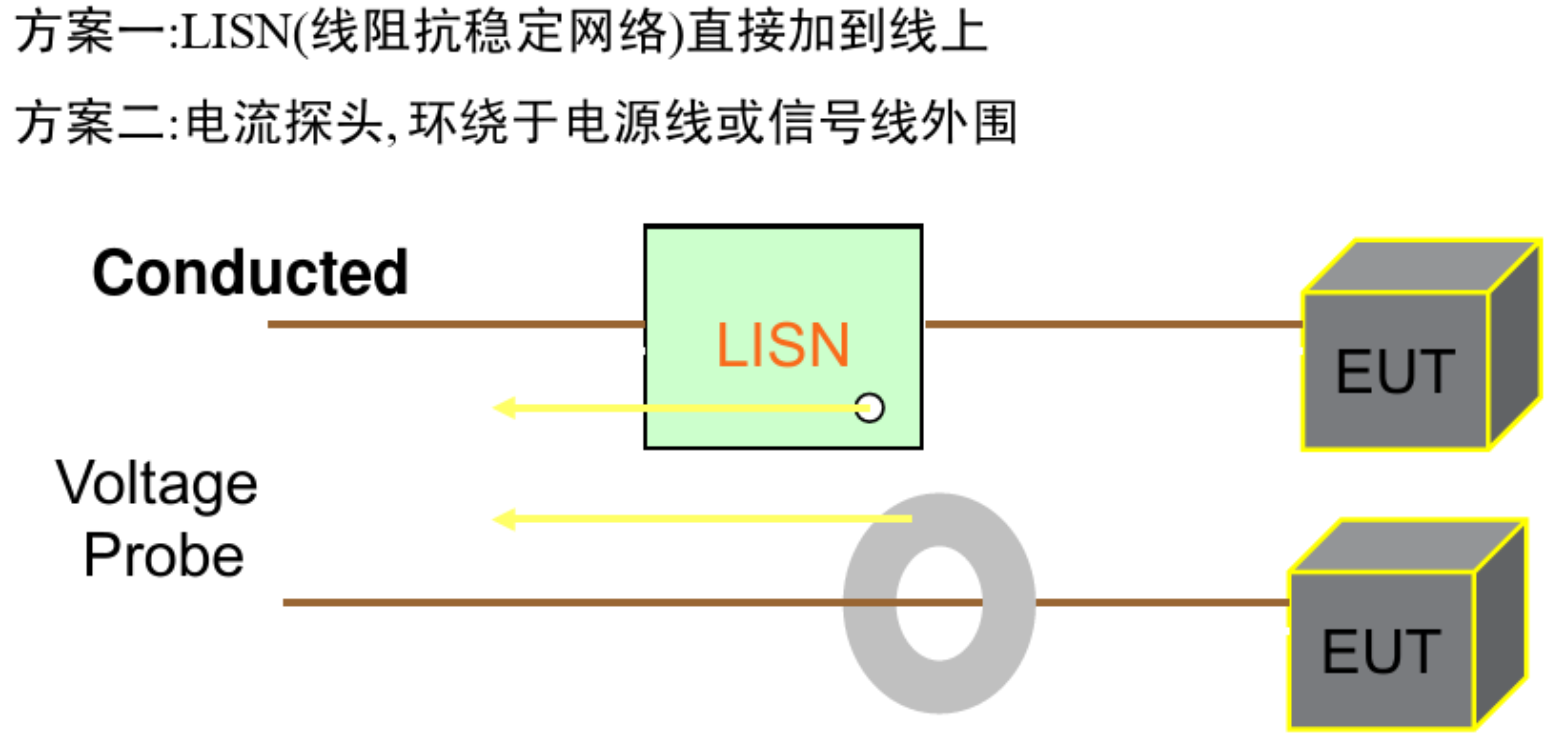 方案一:LISN(线阻抗稳定网络)直接加到线上
方案二:电流探头,环绕于电源线或信号线外围
Conducted
LISN
EUT
Voltage
Probe
EUT